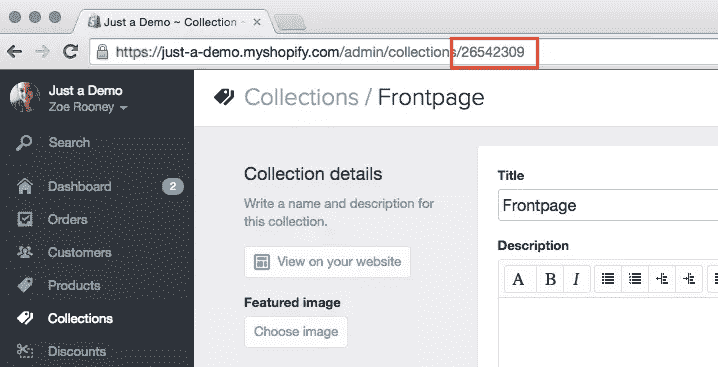 Just a Demo ~ Collection ~
https://just-a-demo.myshopify.com/admin/collections/26542309
Just a Demo
Zoe Rooney
Search
Dashboard 2
Orders
Customers
Products
Collections
Discounts
Collections / Frontpage
Collection details
Write a name and description for
this collection.
View on your website
Featured image
Choose image
Title
Frontpage
Description
A B I